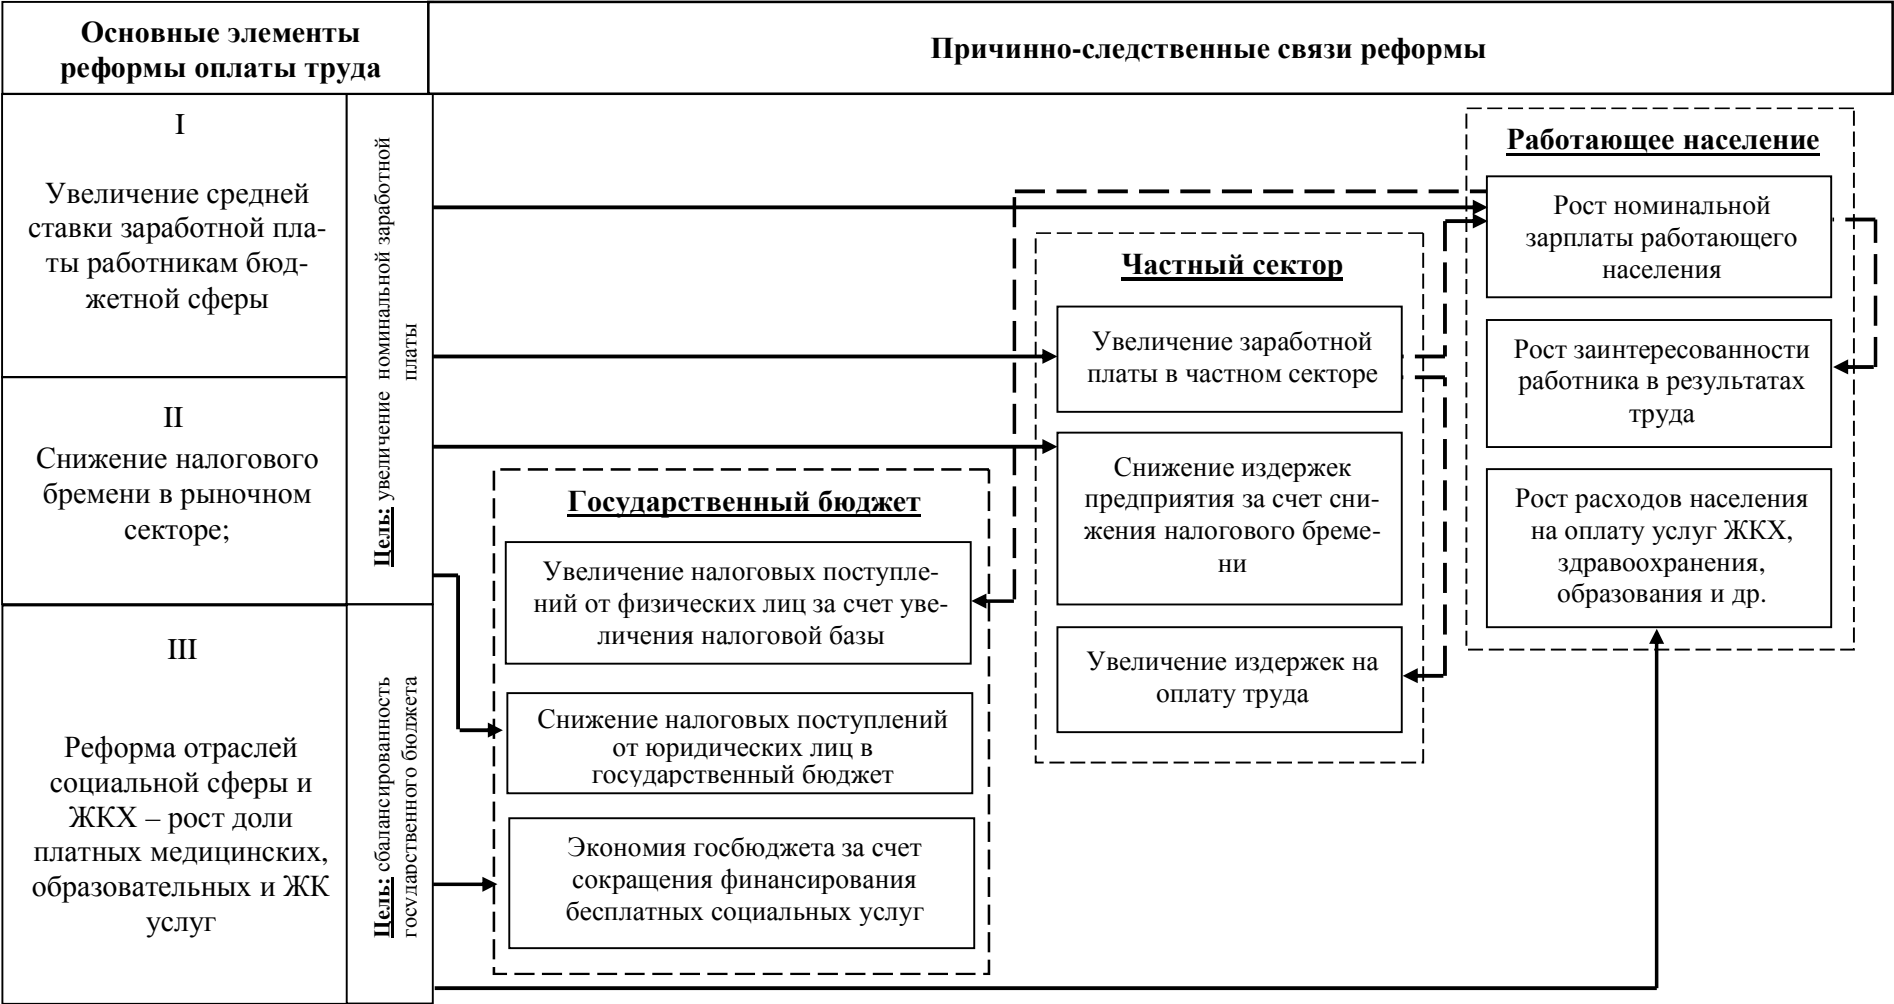 Основные элементы
реформы оплаты труда
Причинно-следственные связи реформы
I
Увеличение средней
ставки заработной пла-
ты работникам бюд-
жетной сферы
II
Снижение налогового
бремени в рыночном
секторе;
III
Реформа отраслей
социальной сферы и
ЖКХ – рост доли
платных медицинских,
образовательных и ЖК
услуг
Цель: увеличение номинальной заработной
платы
Цель: сбалансированность
государственного бюджета
Государственный бюджет
Увеличение налоговых поступле-
ний от физических лиц за счет уве-
личения налоговой базы
Снижение налоговых поступлений
от юридических лиц в
государственный бюджет
Экономия госбюджета за счет
сокращения финансирования
бесплатных социальных услуг
Частный сектор
Увеличение заработной
платы в частном секторе
Снижение издержек
предприятия за счет сни-
жения налогового бреме-
ни
Увеличение издержек на
оплату труда
Работающее население
Рост номинальной
зарплаты работающего
населения
Рост заинтересованности
работника в результатах
труда
Рост расходов населения
на оплату услуг ЖКХ,
здравоохранения,
образования и др.